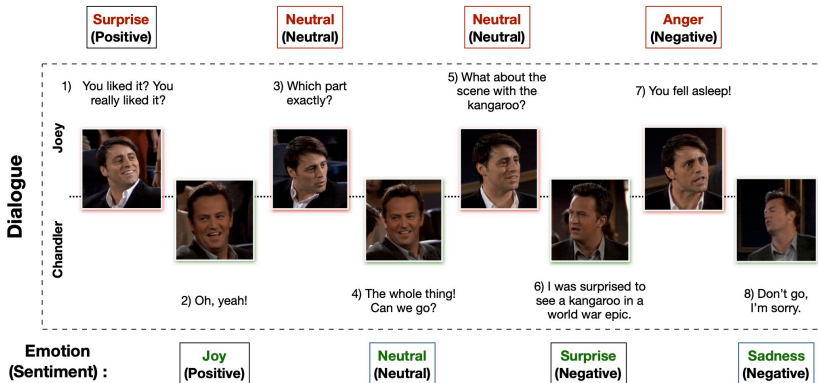 Surprise
(Positive)
Neutral
(Neutral)
Neutral
(Neutral)
Anger
(Negative)
Dialogue
Joey
Chandler
1) You liked it? You
really liked it?
3) Which part
exactly?
5) What about the
scene with the
kangaroo?
7) You fell asleep!
2) Oh, yeah!
4) The whole thing!
Can we go?
6) I was surprised to
see a kangaroo in a
world war epic.
8) Don't go,
I'm sorry.
Emotion
(Sentiment) :
Joy
(Positive)
Neutral
(Neutral)
Surprise
(Negative)
Sadness
(Negative)